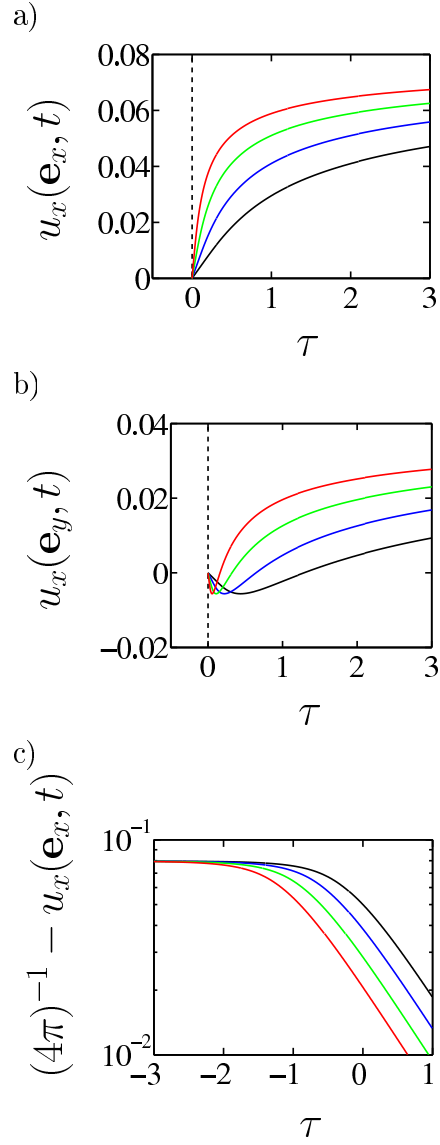 a)
u_x(e_x, t)
0.08
0.06
0.04
0.02
0
0 1 2 3
τ
b)
u_x(e_y, t)
0.04
0.02
0
−0.02
0 1 2 3
τ
c)
(4π)^{−1} − u_x(e_x, t)
10^{−1}
10^{−2}
−3 −2 −1 0 1
τ